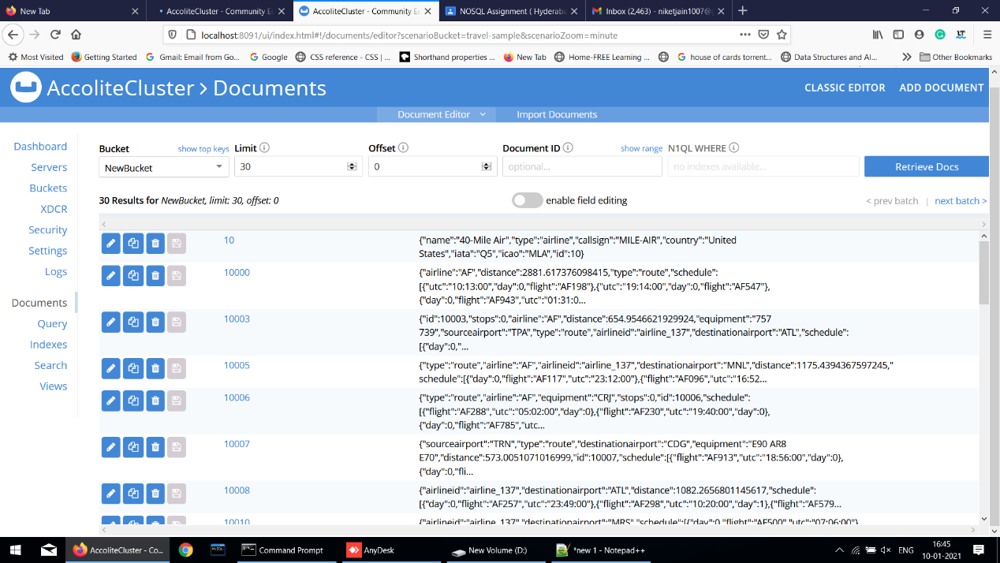 New Tab
AccoliteCluster - Community E
AccoliteCluster - Community Ec
NOSQL Assignment ( Hyderaba
Inbox (2,463) - niketjain1007@g
localhost:8091/ui/index.html#!/documents/editor?scenarioBucket=travel-sample&scenarioZoom=minute
Most Visited
Getting Started
Gmail: Email from Go...
Google
CSS reference - CSS | ...
Shorthand properties ...
New Tab
Home-FREE Learning ...
house of cards torrent...
Data Structures and Al...
Other Bookmarks
AccoliteCluster > Documents
CLASSIC EDITOR
ADD DOCUMENT
Document Editor
Import Documents
Dashboard
Servers
Buckets
XDCR
Security
Settings
Logs
Documents
Query
Indexes
Search
Views
Bucket
show top keys
Limit
Offset
Document ID
show range
N1QL WHERE
NewBucket
30
0
optional...
no indexes available...
Retrieve Docs
30 Results for NewBucket, limit: 30, offset: 0
enable field editing
< prev batch | next batch >
10
{"name":"40-Mile Air","type":"airline","callsign":"MILE-AIR","country":"United
States","iata":"Q5","icao":"MLA","id":10}
10000
{"airline":"AF","distance":2881.617376098415,"type":"route","schedule":
[{"utc":"10:13:00","day":0,"flight":"AF198"},{"utc":"19:14:00","day":0,"flight":"AF547"},
{"day":0,"flight":"AF943","utc":"01:31:0...
10003
{"id":10003,"stops":0,"airline":"AF","distance":654.9546621929924,"equipment":"757
739","sourceairport":"TPA","type":"route","airlineid":"airline_137","destinationairport":"ATL","schedule":
[{"day":0,"...
10005
{"type":"route","airline":"AF","airlineid":"airline_137","destinationairport":"MNL","distance":1175.4394367597245,"
schedule":[{"day":0,"flight":"AF117","utc":"23:12:00"},{"flight":"AF096","utc":"16:52...
10006
{"type":"route","airline":"AF","equipment":"CRJ","stops":0,"id":10006,"schedule":
[{"flight":"AF288","utc":"05:02:00","day":0},{"flight":"AF230","utc":"19:40:00","day":0},
{"day":0,"flight":"AF785","utc...
10007
{"sourceairport":"TRN","type":"route","destinationairport":"CDG","equipment":"E90 AR8
E70","distance":573.0051071016999,"id":10007,"schedule":[{"flight":"AF913","utc":"18:56:00","day":0},
{"day":0,"fli...
10008
{"airlineid":"airline_137","destinationairport":"ATL","distance":1082.2656801145617,"schedule":
[{"day":0,"flight":"AF257","utc":"23:49:00"},{"flight":"AF298","utc":"10:20:00","day":1},{"flight":"AF579...
10010
{"airlineid":"airline_137","destinationairport":"MRS","schedule":[{"day":0,"flight":"AF500","utc":"07:06:00"},
AccoliteCluster - Co...
Command Prompt
AnyDesk
New Volume (D:)
*new 1 - Notepad++
ENG
16:45
10-01-2021